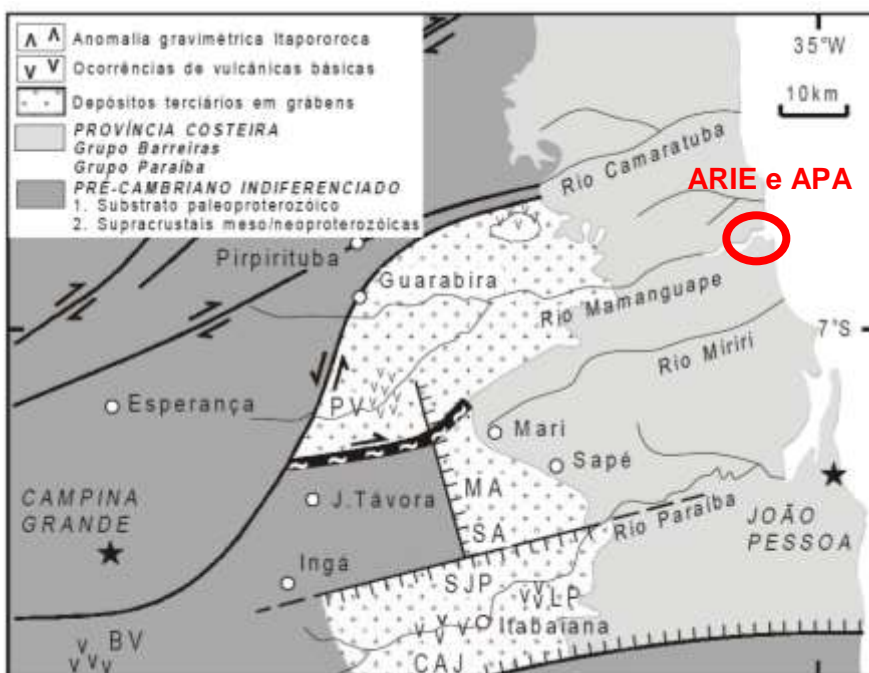 Anomalia gravimétrica Itapororoca
Ocorrências de vulcânicas básicas
Depósitos terciários em grábens
PROVÍNCIA COSTEIRA
Grupo Barreiras
Grupo Paraíba
PRÉ-CAMBRIANO INDIFERENCIADO
1. Substrato paleoproterozóico
2. Supracrustais meso/neoproterozóicas
35°W
10km
Rio Camaratuba
ARIE e APA
Pirpirituba
Guarabira
Rio Mamanguape
7°S
Rio Miriri
Esperança
PV
Mari
Sapé
CAMPINA
GRANDE
J.Távora
MA
SA
Rio Paraíba
JOÃO
PESSOA
Ingá
SJP
LP
Itabaiana
BV
CAJ